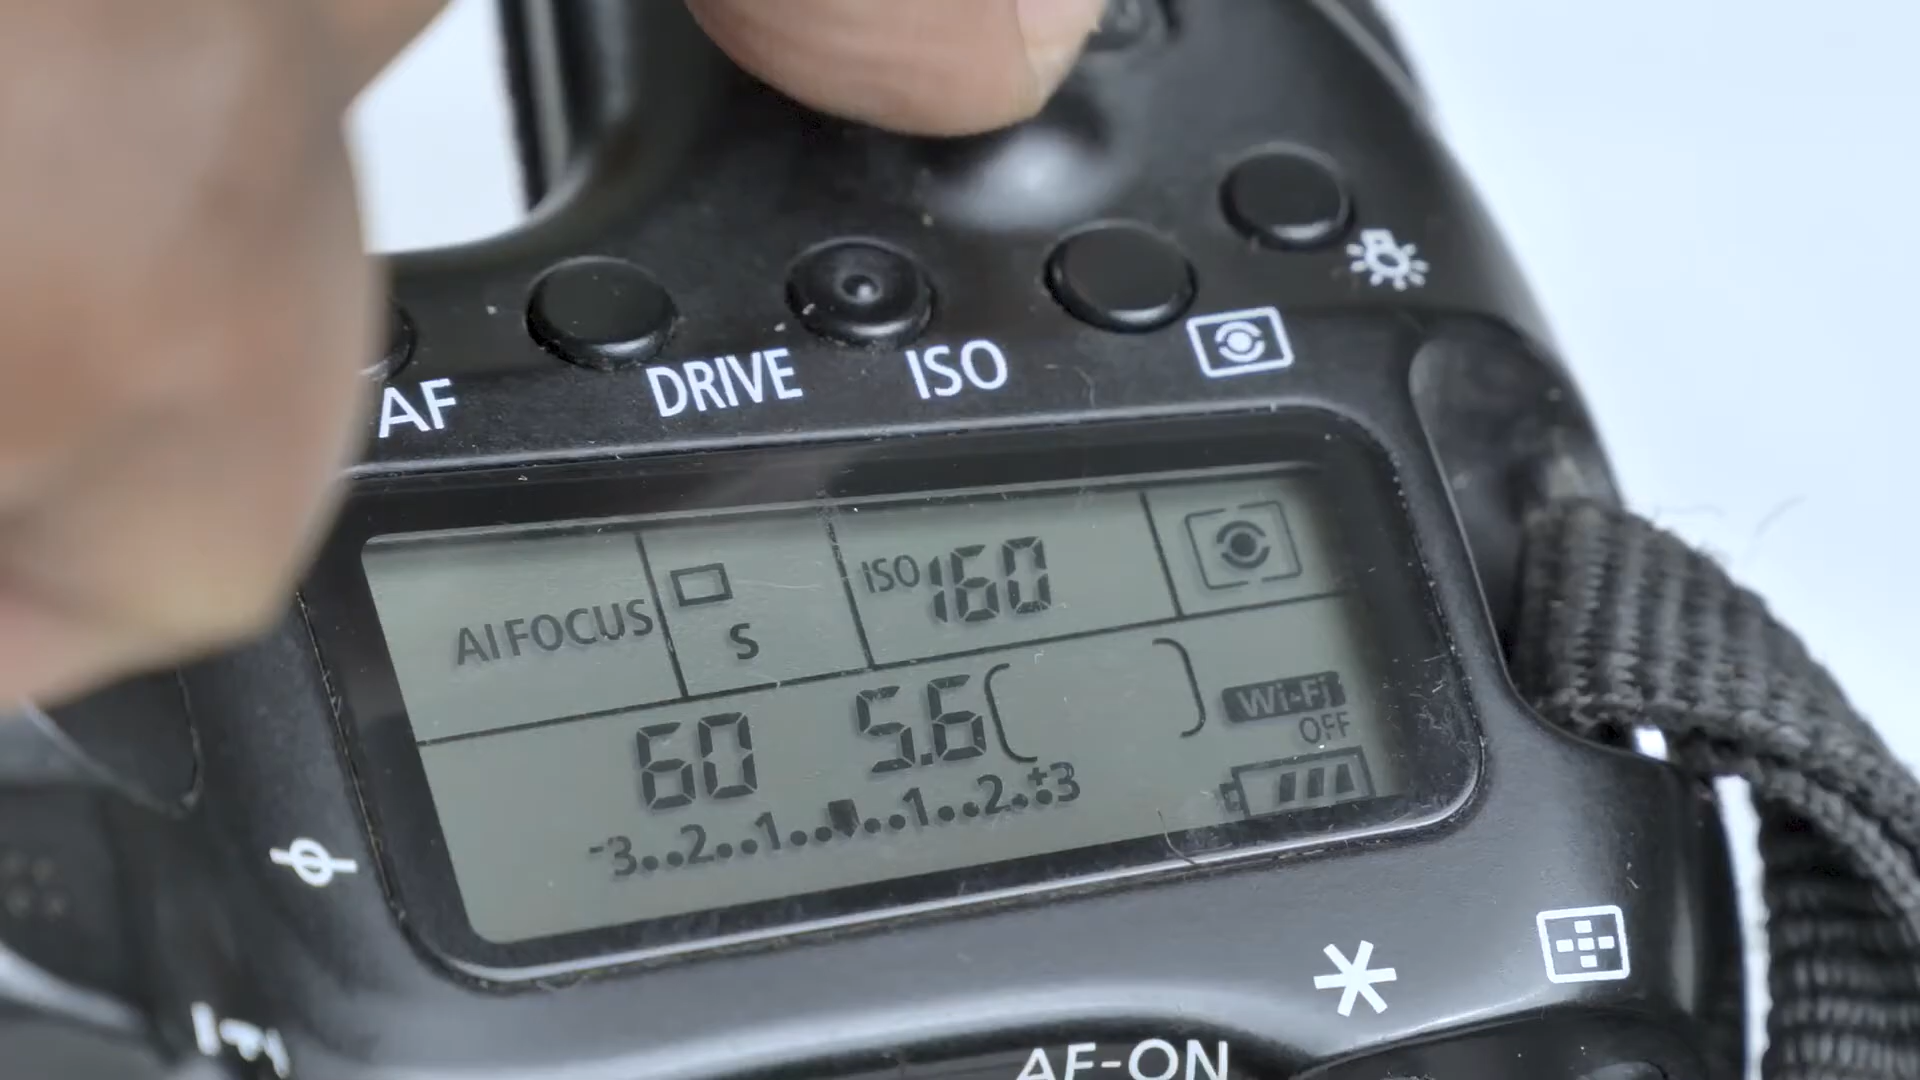 AF DRIVE ISO
AI FOCUS S ISO 160
60 5.6 Wi-Fi
OFF
-3..2..1..▮..1..2..+3
AF-ON